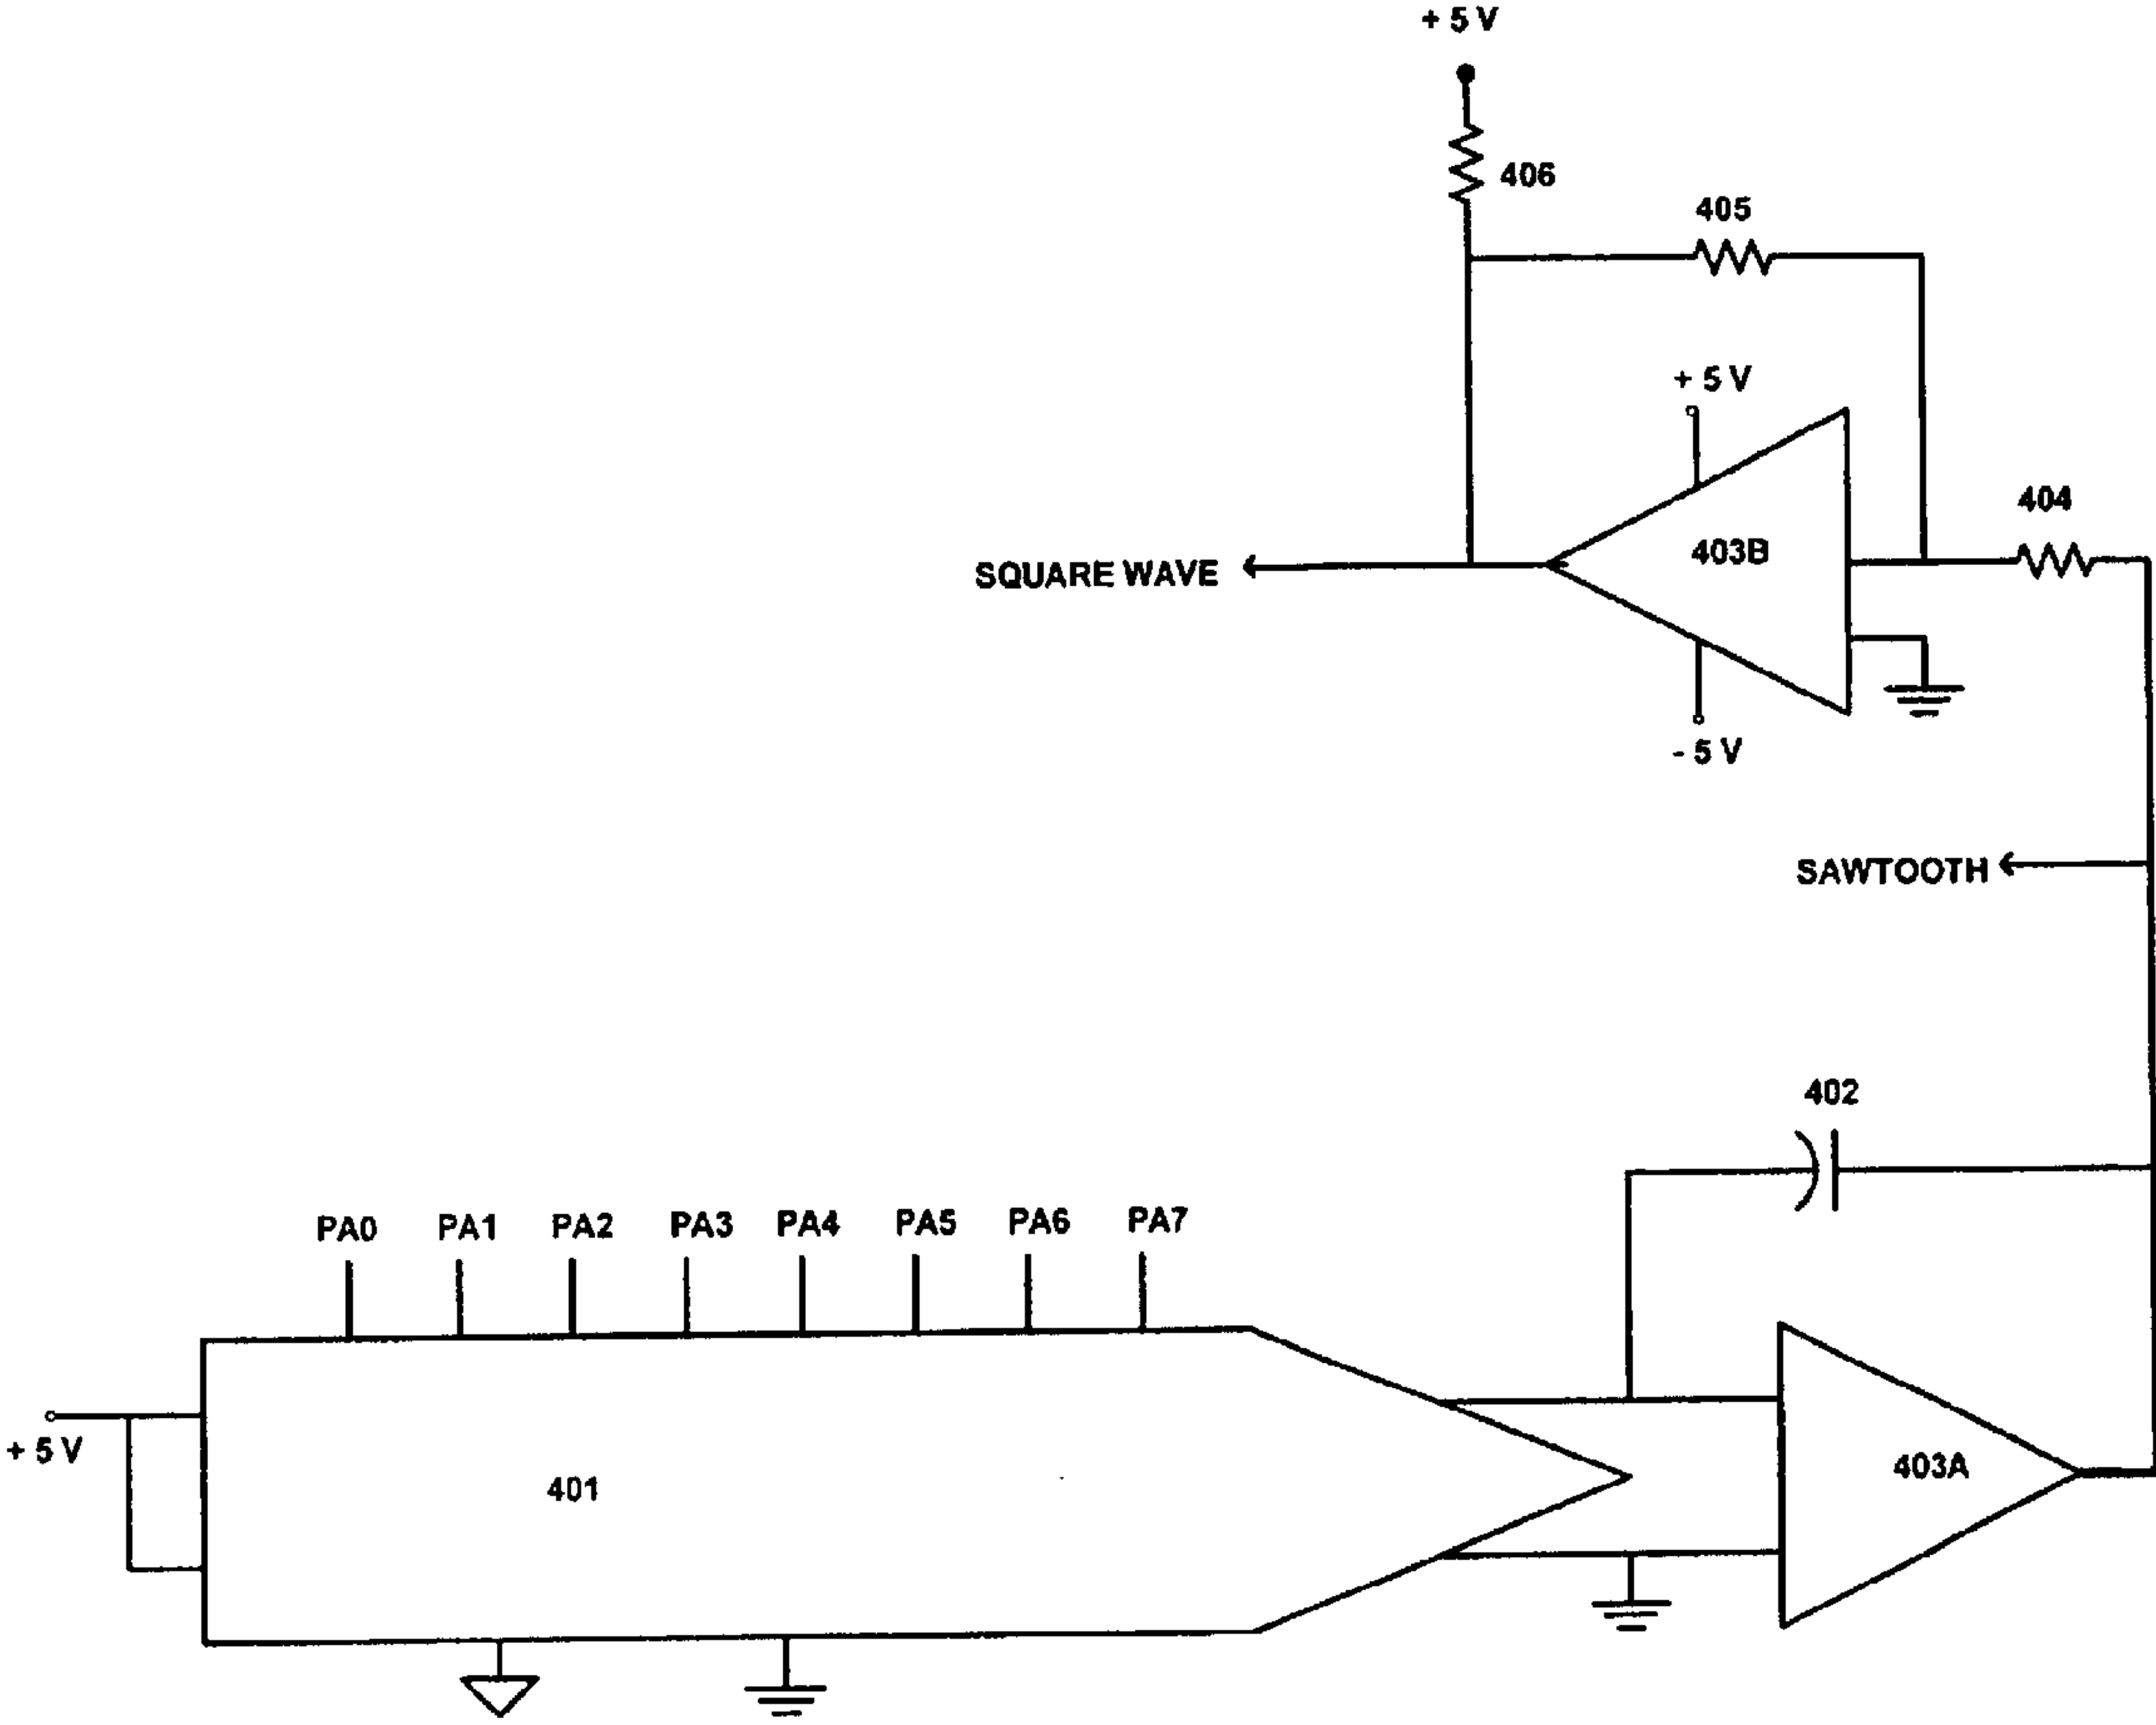 + 5 V
406
405
+ 5 V
404
403B
SQUARE WAVE
- 5 V
SAWTOOTH
402
PA0 PA1 PA2 PA3 PA4 PA5 PA6 PA7
+ 5 V
401
403A